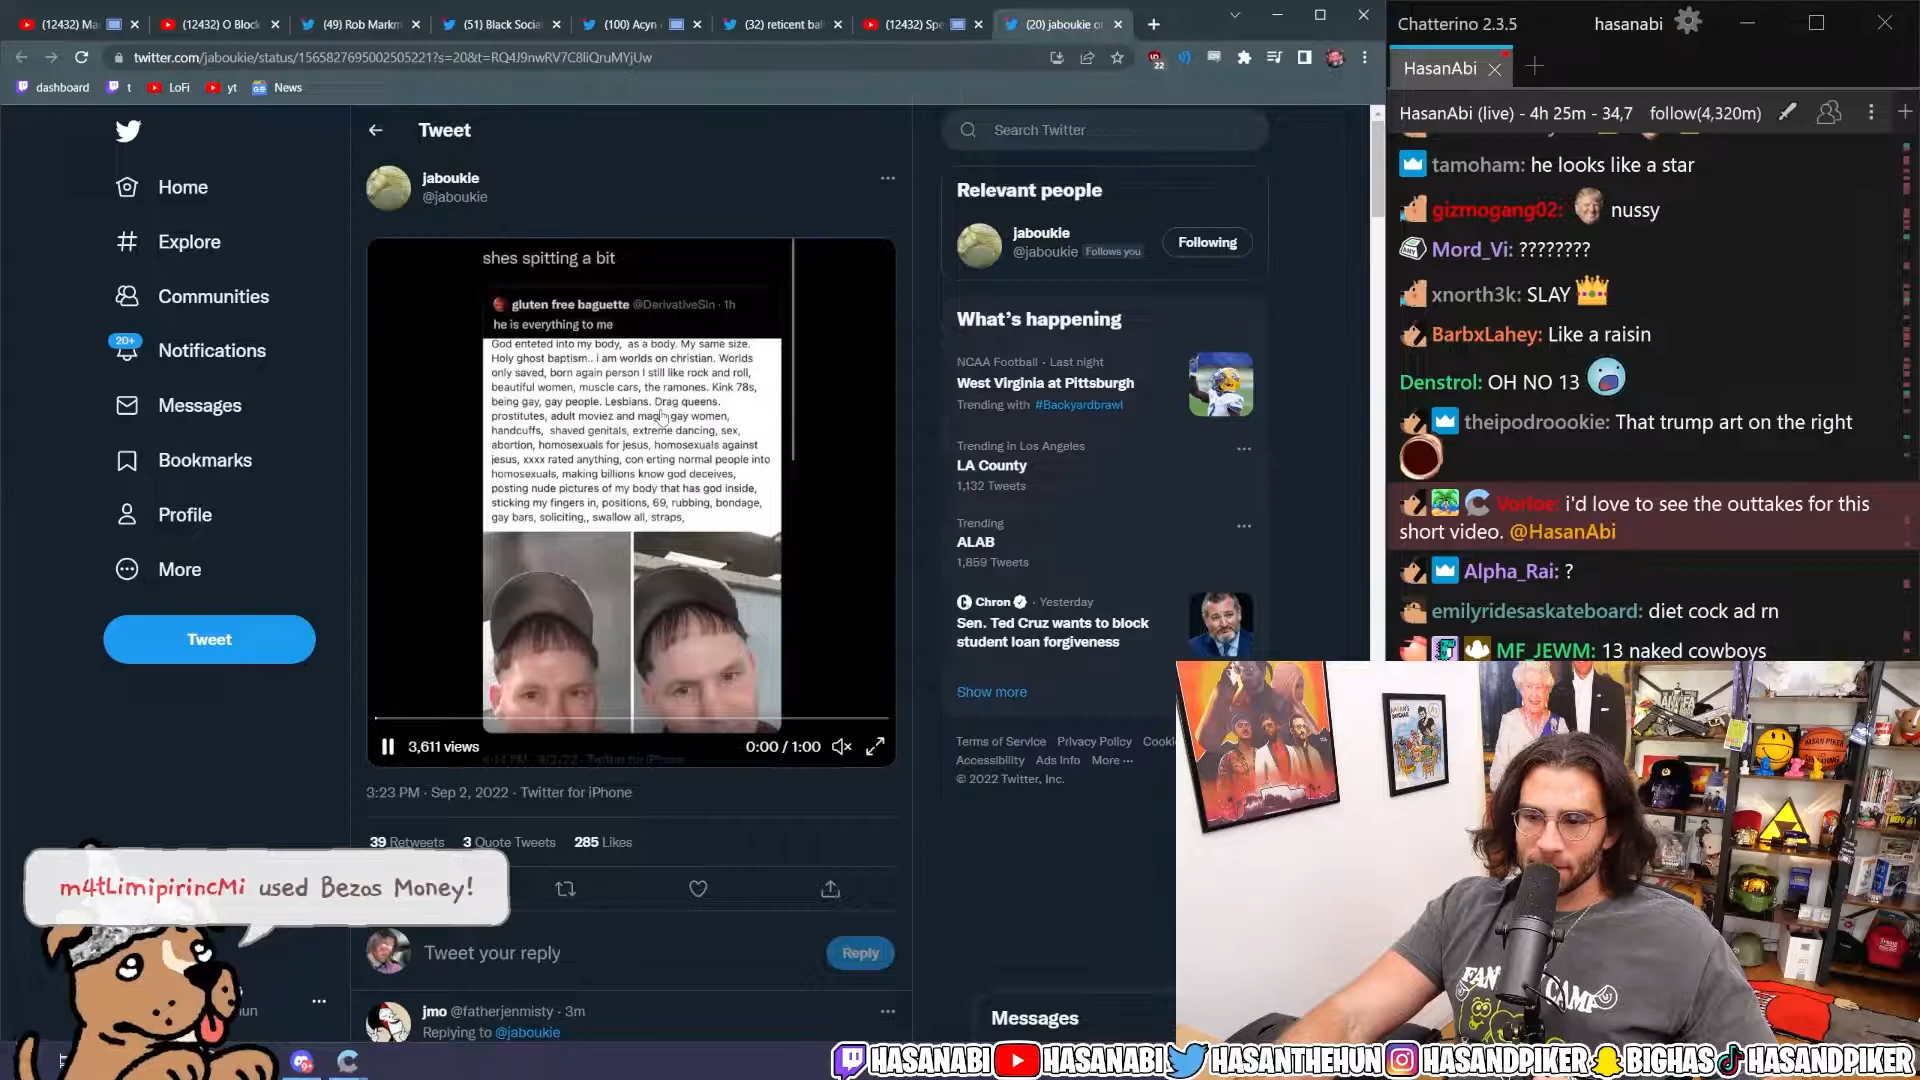 (12432) Ma
(12432) O Block
(49) Rob Markm
(51) Black Social
(100) Acyn
(32) reticent bal
(12432) Spe
(20) jaboukie o
twitter.com/jaboukie/status/1565827695002505221?s=20&t=RQ4J9nwRV7C8liQruMYjUw
22
dashboard
t
LoFi
yt
News
Home
Explore
Communities
20+
Notifications
Messages
Bookmarks
Profile
More
Tweet
Tweet
jaboukie
@jaboukie
shes spitting a bit
gluten free baguette @DerivativeSin · 1h
he is everything to me
God enteted into my body, as a body. My same size.
Holy ghost baptism.. i am worlds on christian. Worlds
only saved, born again person I still like rock and roll,
beautiful women, muscle cars, the ramones. Kink 78s,
being gay, gay people. Lesbians. Drag queens.
prostitutes, adult moviez and mag gay women,
handcuffs, shaved genitals, extreme dancing, sex,
abortion, homosexuals for jesus, homosexuals against
jesus, xxxx rated anything, con erting normal people into
homosexuals, making billions know god deceives,
posting nude pictures of my body that has god inside,
sticking my fingers in, positions, 69, rubbing, bondage,
gay bars, soliciting,, swallow all, straps,
3,611 views
0:00 / 1:00
3:23 PM · Sep 2, 2022 · Twitter for iPhone
39 Retweets 3 Quote Tweets 285 Likes
Tweet your reply
Reply
jmo @fatherjenmisty · 3m
Replying to @jaboukie
m4tLimipirincMi used Bezos Money!
Search Twitter
Relevant people
jaboukie
@jaboukie Follows you
Following
What's happening
NCAA Football · Last night
West Virginia at Pittsburgh
Trending with #Backyardbrawl
Trending in Los Angeles
LA County
1,132 Tweets
Trending
ALAB
1,859 Tweets
Chron · Yesterday
Sen. Ted Cruz wants to block
student loan forgiveness
Show more
Terms of Service Privacy Policy Cooki
Accessibility Ads Info More ···
© 2022 Twitter, Inc.
Messages
Chatterino 2.3.5
hasanabi
HasanAbi
HasanAbi (live) - 4h 25m - 34,7 follow(4,320m)
tamoham: he looks like a star
gizmogang02: nussy
Mord_Vi: ????????
xnorth3k: SLAY
BarbxLahey: Like a raisin
Denstrol: OH NO 13
theipodroookie: That trump art on the right
Vorloe: i'd love to see the outtakes for this
short video. @HasanAbi
Alpha_Rai: ?
emilyridesaskateboard: diet cock ad rn
MF_JEWM: 13 naked cowboys
HASAN PIKER
FAN
CAMP
HASANABI HASANABI HASANTHEHUN HASANDPIKER BIGHAS HASANDPIKER